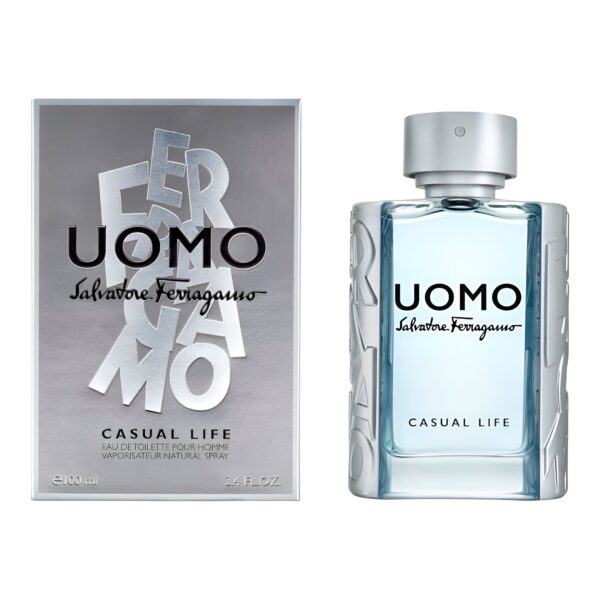 FERRAGAMO
UOMO
Salvatore Ferragamo
CASUAL LIFE
EAU DE TOILETTE POUR HOMME
VAPORISATEUR NATURAL SPRAY
℮100 ml 3.4 FL.OZ.
UOMO
Salvatore Ferragamo
CASUAL LIFE